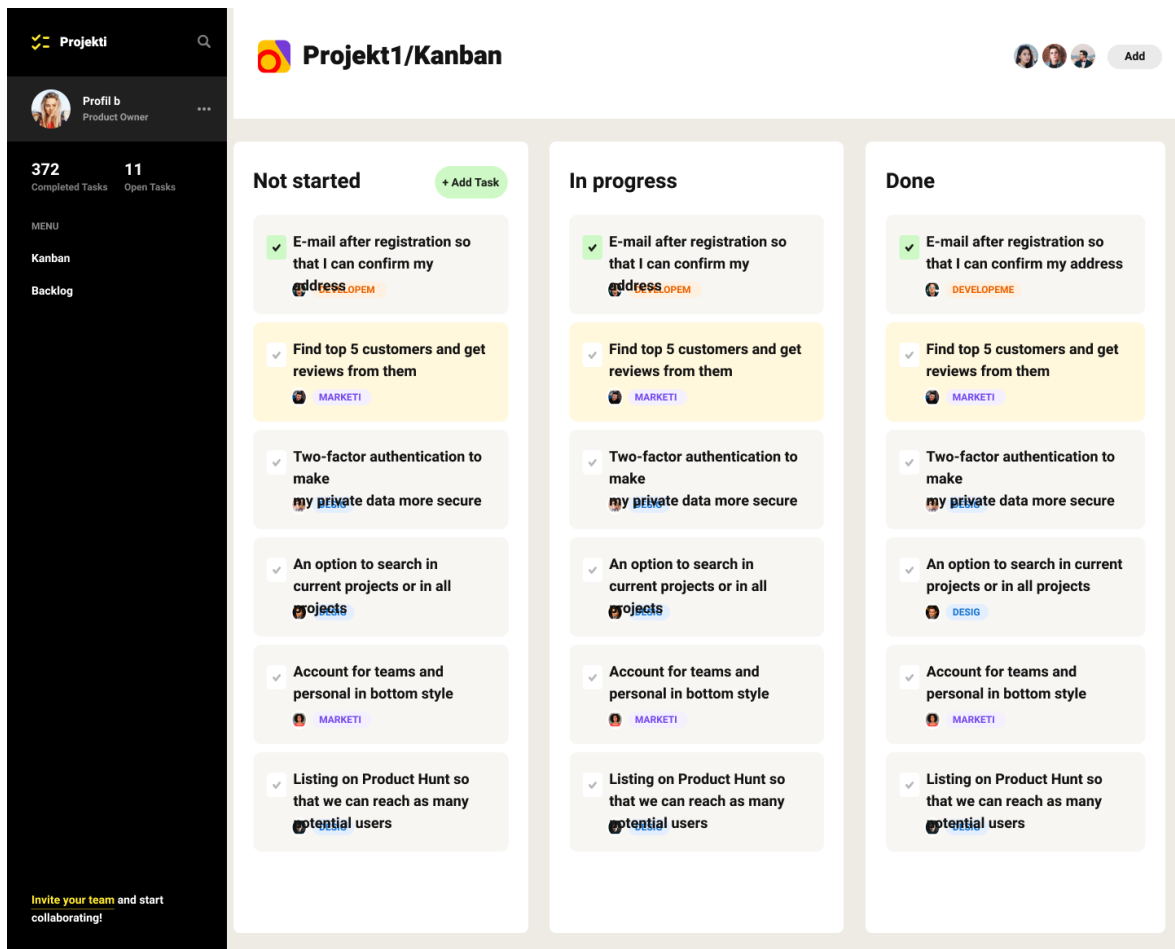 Projekti
Profil b
Product Owner
372
Completed Tasks
11
Open Tasks
MENU
Kanban
Backlog
Invite your team and start
collaborating!
Projekt1/Kanban
Add
Not started
+ Add Task
E-mail after registration so
that I can confirm my
address
DEVELOPEM
Find top 5 customers and get
reviews from them
MARKETI
Two-factor authentication to
make
my private data more secure
DESIG
An option to search in
current projects or in all
projects
DESIG
Account for teams and
personal in bottom style
MARKETI
Listing on Product Hunt so
that we can reach as many
potential users
DESIG
In progress
E-mail after registration so
that I can confirm my
address
DEVELOPEM
Find top 5 customers and get
reviews from them
MARKETI
Two-factor authentication to
make
my private data more secure
DESIG
An option to search in
current projects or in all
projects
DESIG
Account for teams and
personal in bottom style
MARKETI
Listing on Product Hunt so
that we can reach as many
potential users
DESIG
Done
E-mail after registration so
that I can confirm my address
DEVELOPEME
Find top 5 customers and get
reviews from them
MARKETI
Two-factor authentication to
make
my private data more secure
DESIG
An option to search in current
projects or in all projects
DESIG
Account for teams and
personal in bottom style
MARKETI
Listing on Product Hunt so
that we can reach as many
potential users
DESIG